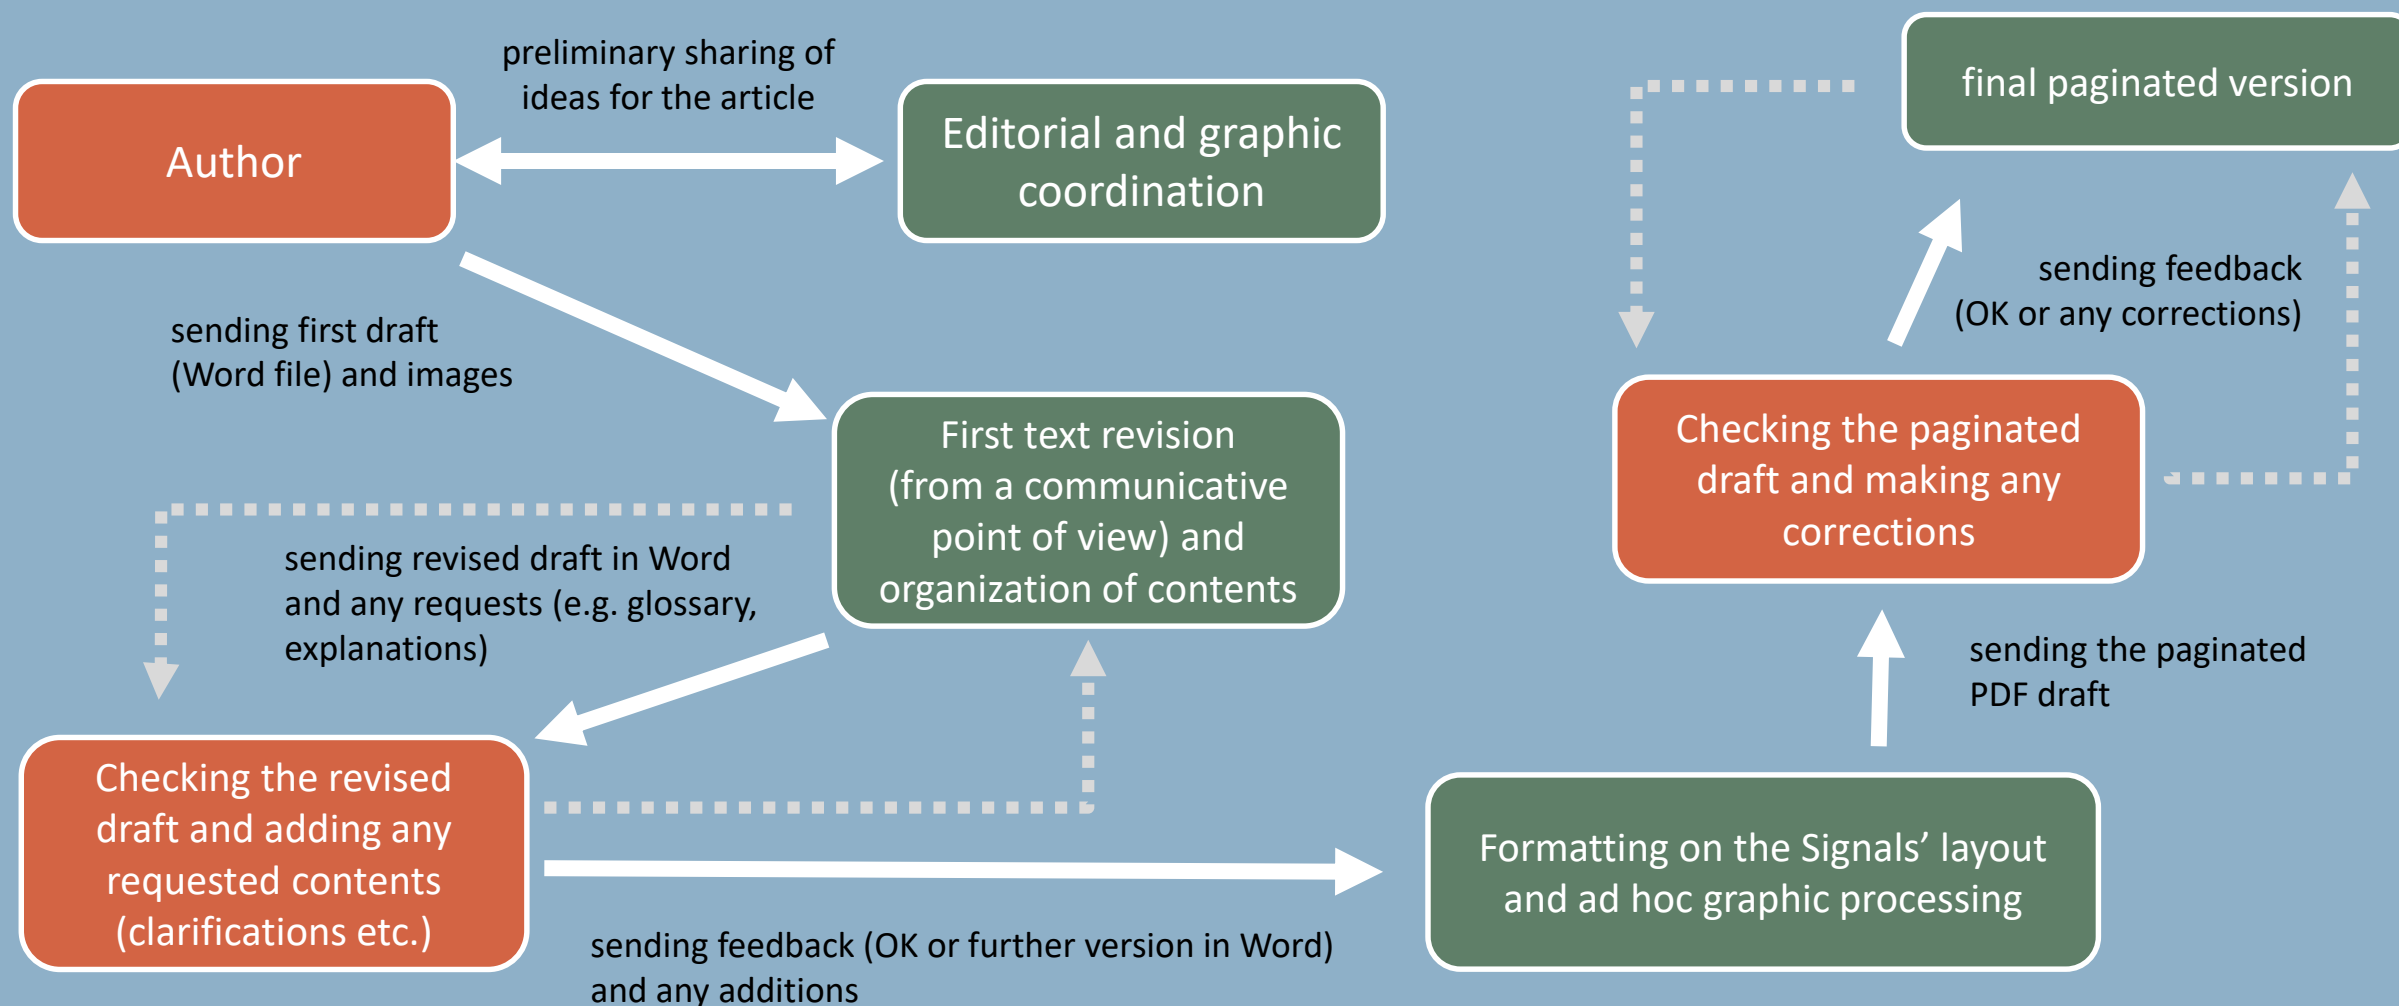 preliminary sharing of
ideas for the article
Author
Editorial and graphic
coordination
sending first draft
(Word file) and images
First text revision
(from a communicative
point of view) and
organization of contents
sending revised draft in Word
and any requests (e.g. glossary,
explanations)
Checking the revised
draft and adding any
requested contents
(clarifications etc.)
sending feedback (OK or further version in Word)
and any additions
Formatting on the Signals’ layout
and ad hoc graphic processing
sending the paginated
PDF draft
Checking the paginated
draft and making any
corrections
sending feedback
(OK or any corrections)
final paginated version